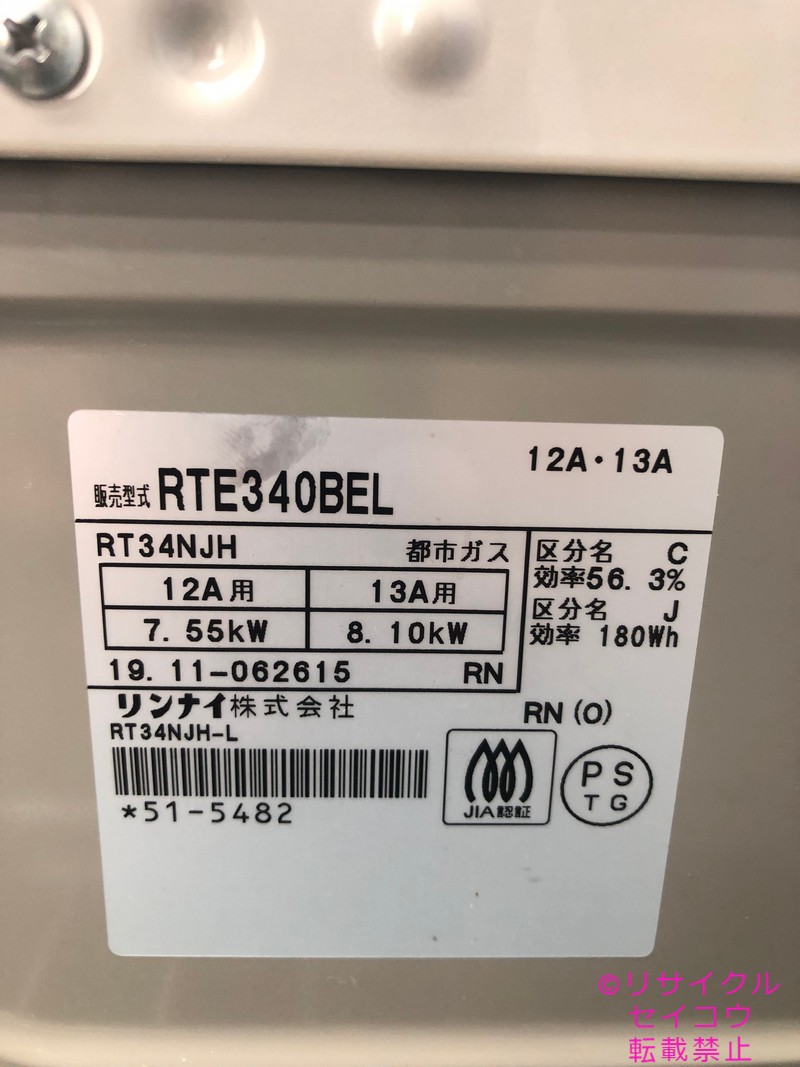 12A・13A
販売型式 RTE340BEL
RT34NJH 都市ガス
12A用 13A用
7.55kW 8.10kW
19.11-062615 RN
区分名 C
効率56.3%
区分名 J
効率 180Wh
リンナイ株式会社
RN(O)
RT34NJH-L
*51-5482
JIA認証
PS
TG
©リサイクル
セイコウ
転載禁止